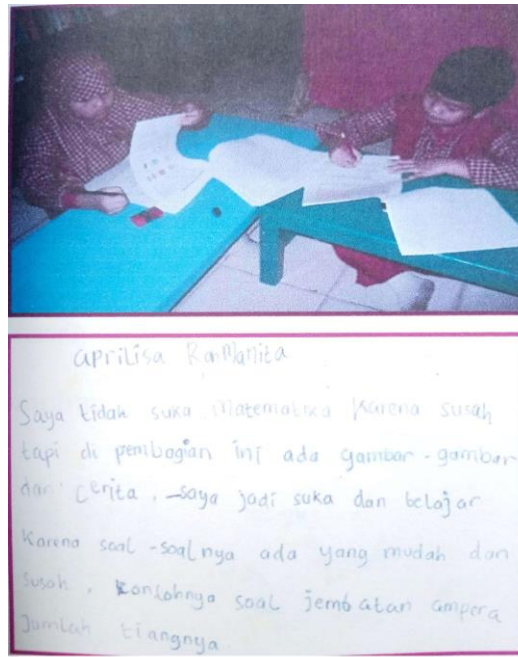 aprilisa
Saya tidak suka matematika karena susah
tapi di pembagian ini ada gambar-gambar
dan cerita, saya jadi suka dan belajar
Karena soal-soalnya ada yang mudah dan
susah, Contohnya soal jembatan ampera
Jumlah tiangnya.